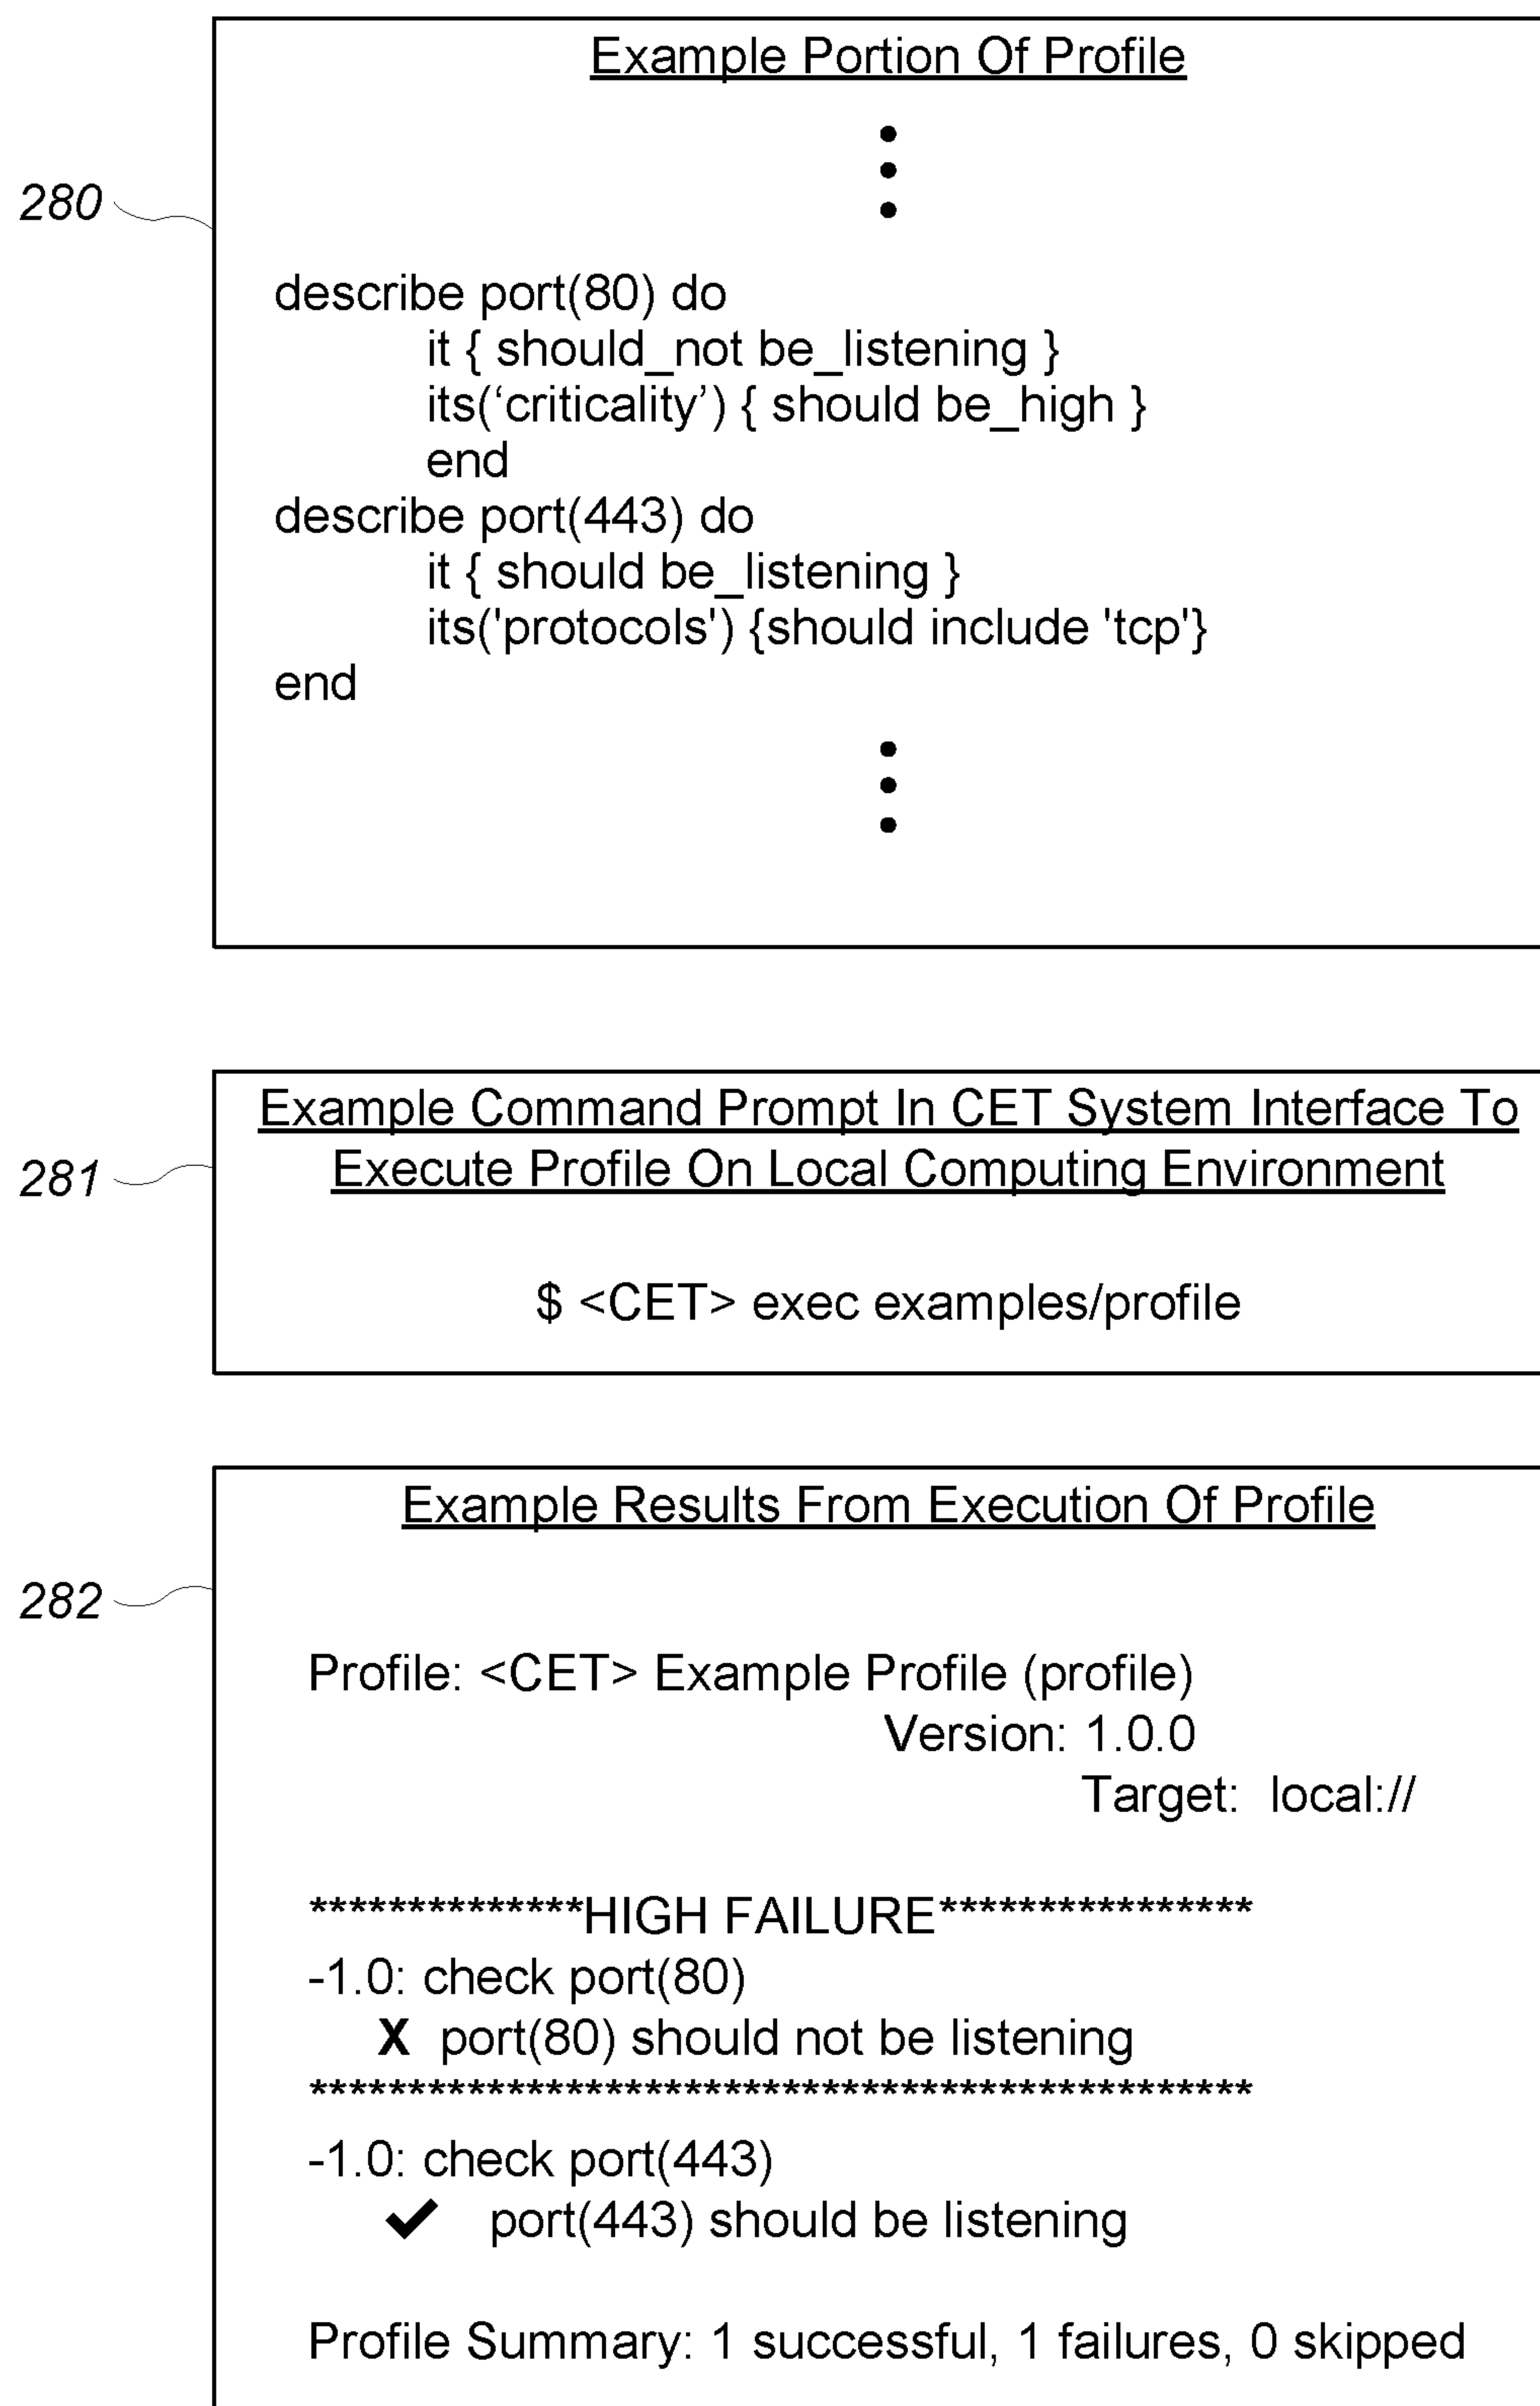 Example Portion Of Profile
280
describe port(80) do
it { should_not be_listening }
its(‘criticality’) { should be_high }
end
describe port(443) do
it { should be_listening }
its('protocols') {should include 'tcp'}
end
Example Command Prompt In CET System Interface To
Execute Profile On Local Computing Environment
281
$ <CET> exec examples/profile
Example Results From Execution Of Profile
282
Profile: <CET> Example Profile (profile)
Version: 1.0.0
Target: local://
**************HIGH FAILURE****************
-1.0: check port(80)
X port(80) should not be listening
************************************************
-1.0: check port(443)
✔ port(443) should be listening
Profile Summary: 1 successful, 1 failures, 0 skipped